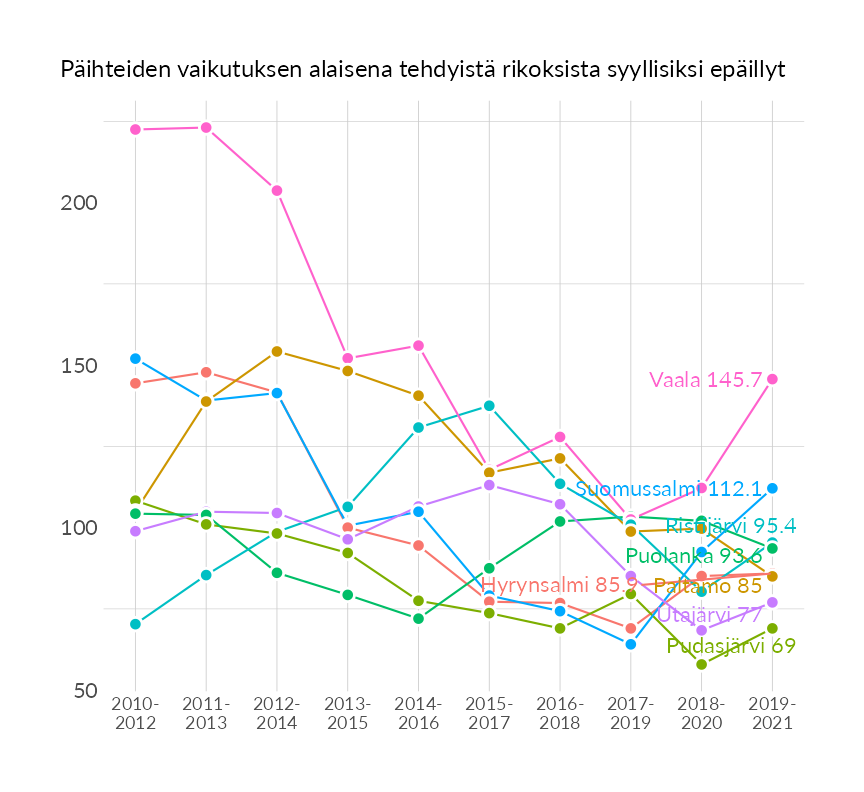 Päihteiden vaikutuksen alaisena tehdyistä rikoksista syyllisiksi epäillyt
200
150
Vaala 145.7
Suomussalmi 112.1
100
Ristijärvi 95.4
Puolanka 93.6
Hyrynsalmi 85.9
Paltamo 85
Utajärvi 77
Pudasjärvi 69
50
2010- 2011- 2012- 2013- 2014- 2015- 2016- 2017- 2018- 2019-
2012 2013 2014 2015 2016 2017 2018 2019 2020 2021